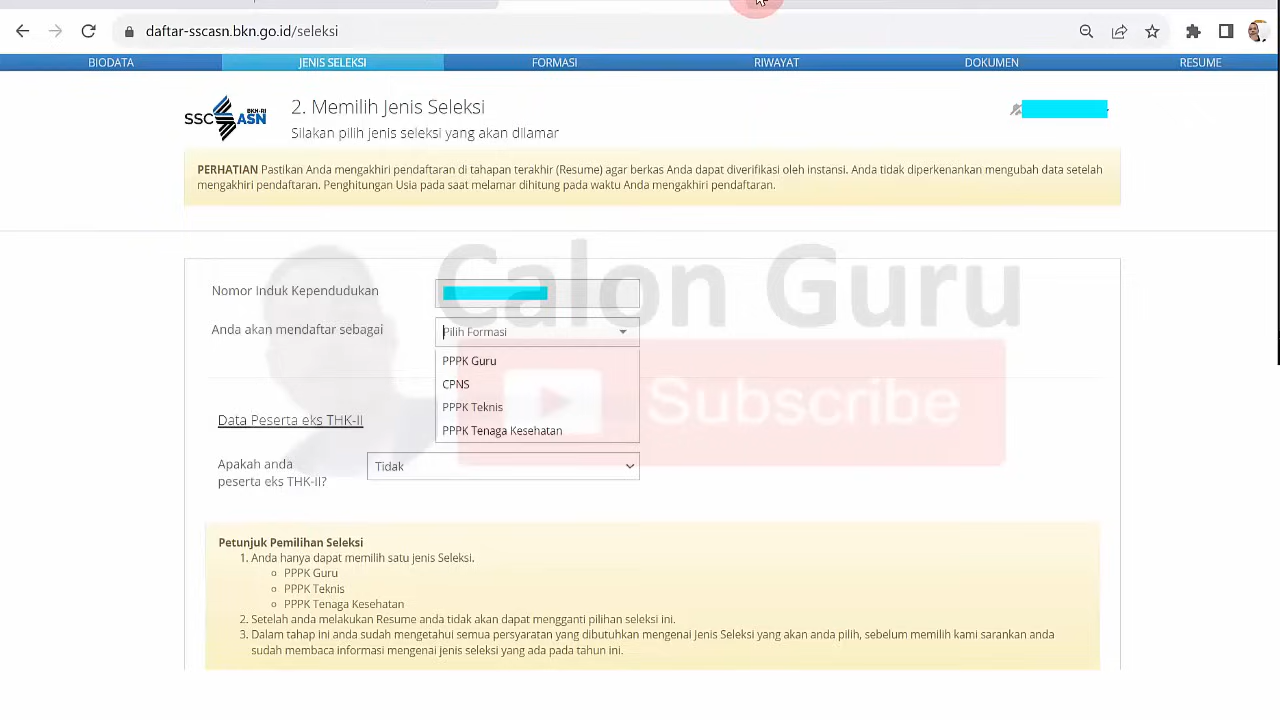 daftar-sscasn.bkn.go.id/seleksi
BIODATA JENIS SELEKSI FORMASI RIWAYAT DOKUMEN RESUME
SSC ASN BKN-RI
2. Memilih Jenis Seleksi
Silakan pilih jenis seleksi yang akan dilamar
PERHATIAN Pastikan Anda mengakhiri pendaftaran di tahapan terakhir (Resume) agar berkas Anda dapat diverifikasi oleh instansi. Anda tidak diperkenankan mengubah data setelah
mengakhiri pendaftaran. Penghitungan Usia pada saat melamar dihitung pada waktu Anda mengakhiri pendaftaran.
Calon Guru
Nomor Induk Kependudukan
Anda akan mendaftar sebagai
Pilih Formasi
PPPK Guru
CPNS
PPPK Teknis
PPPK Tenaga Kesehatan
Subscribe
Data Peserta eks THK-II
Apakah anda
peserta eks THK-II?
Tidak
Petunjuk Pemilihan Seleksi
1. Anda hanya dapat memilih satu jenis Seleksi.
PPPK Guru
PPPK Teknis
PPPK Tenaga Kesehatan
2. Setelah anda melakukan Resume anda tidak akan dapat mengganti pilihan seleksi ini.
3. Dalam tahap ini anda sudah mengetahui semua persyaratan yang dibutuhkan mengenai Jenis Seleksi yang akan anda pilih, sebelum memilih kami sarankan anda
sudah membaca informasi mengenai jenis seleksi yang ada pada tahun ini.